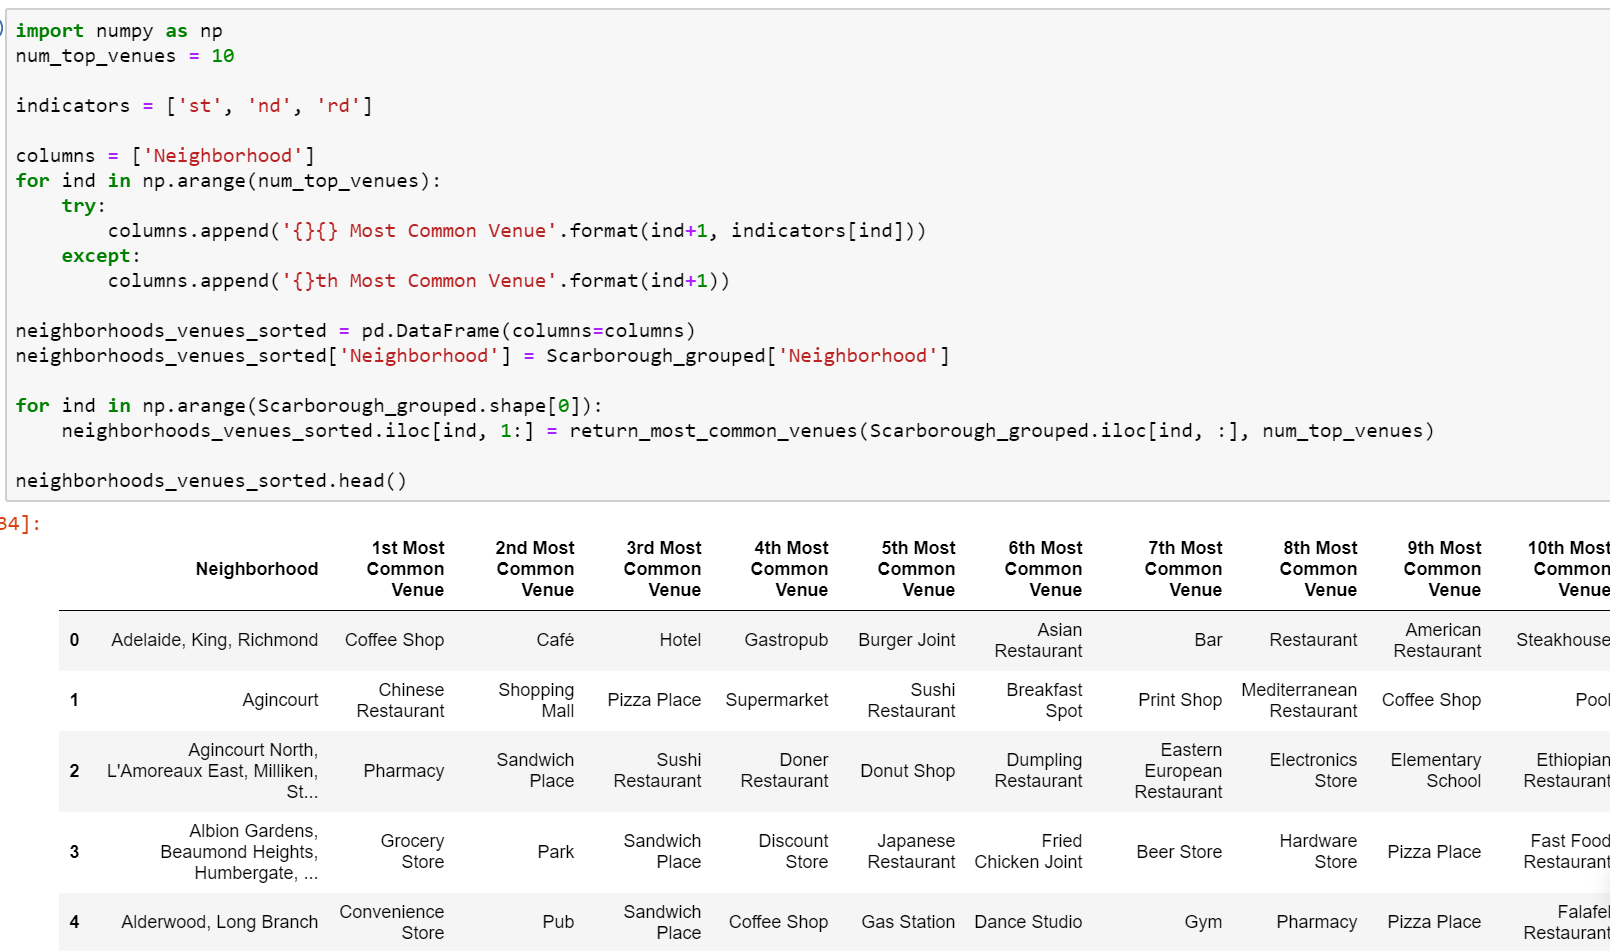 import numpy as np
num_top_venues = 10
indicators = ['st', 'nd', 'rd']
columns = ['Neighborhood']
for ind in np.arange(num_top_venues):
    try:
        columns.append('{}{} Most Common Venue'.format(ind+1, indicators[ind]))
    except:
        columns.append('{}th Most Common Venue'.format(ind+1))
neighborhoods_venues_sorted = pd.DataFrame(columns=columns)
neighborhoods_venues_sorted['Neighborhood'] = Scarborough_grouped['Neighborhood']
for ind in np.arange(Scarborough_grouped.shape[0]):
    neighborhoods_venues_sorted.iloc[ind, 1:] = return_most_common_venues(Scarborough_grouped.iloc[ind, :], num_top_venues)
neighborhoods_venues_sorted.head()
34]:
1st Most 2nd Most 3rd Most 4th Most 5th Most 6th Most 7th Most 8th Most 9th Most 10th Most
Neighborhood Common Common Common Common Common Common Common Common Common Common
Venue Venue Venue Venue Venue Venue Venue Venue Venue Venue
Asian American
0 Adelaide, King, Richmond Coffee Shop Café Hotel Gastropub Burger Joint Bar Restaurant Steakhouse
Restaurant Restaurant
Chinese Shopping Sushi Breakfast Mediterranean
1 Agincourt Pizza Place Supermarket Print Shop Coffee Shop Pool
Restaurant Mall Restaurant Spot Restaurant
Agincourt North, Sandwich Sushi Doner Dumpling Eastern Electronics Elementary Ethiopian
2 L'Amoreaux East, Milliken, Pharmacy Donut Shop European
St... Place Restaurant Restaurant Restaurant Restaurant Store School Restaurant
Albion Gardens, Grocery Sandwich Discount Japanese Fried Hardware Fast Food
3 Beaumond Heights, Park Beer Store Pizza Place
Humbergate, ... Store Place Store Restaurant Chicken Joint Store Restaurant
Convenience Sandwich Falafel
4 Alderwood, Long Branch Pub Coffee Shop Gas Station Dance Studio Gym Pharmacy Pizza Place
Store Place Restaurant